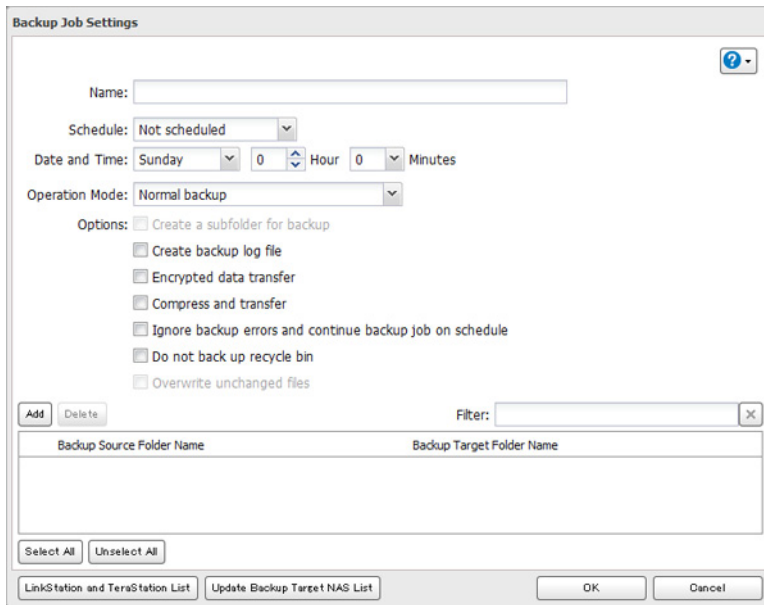 Backup Job Settings
?
Name:
Schedule: Not scheduled
Date and Time: Sunday 0 Hour 0 Minutes
Operation Mode: Normal backup
Options: Create a subfolder for backup
Create backup log file
Encrypted data transfer
Compress and transfer
Ignore backup errors and continue backup job on schedule
Do not back up recycle bin
Overwrite unchanged files
Add Delete Filter:
Backup Source Folder Name Backup Target Folder Name
Select All Unselect All
LinkStation and TeraStation List Update Backup Target NAS List OK Cancel